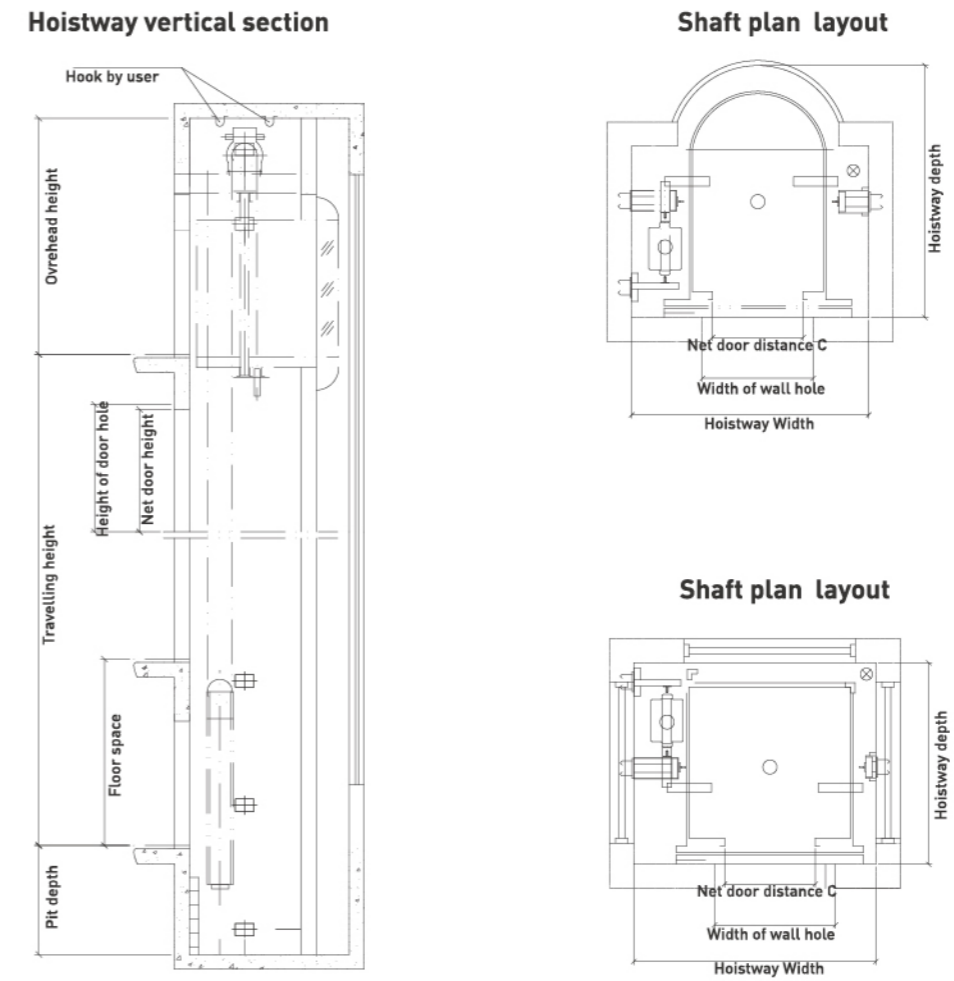 Hoistway vertical section
Hook by user
Ovrehead height
Height of door hole
Net door height
Travelling height
Floor space
Pit depth
Shaft plan layout
Hoistway depth
Net door distance C
Width of wall hole
Hoistway Width
Shaft plan layout
Hoistway depth
Net door distance C
Width of wall hole
Hoistway Width